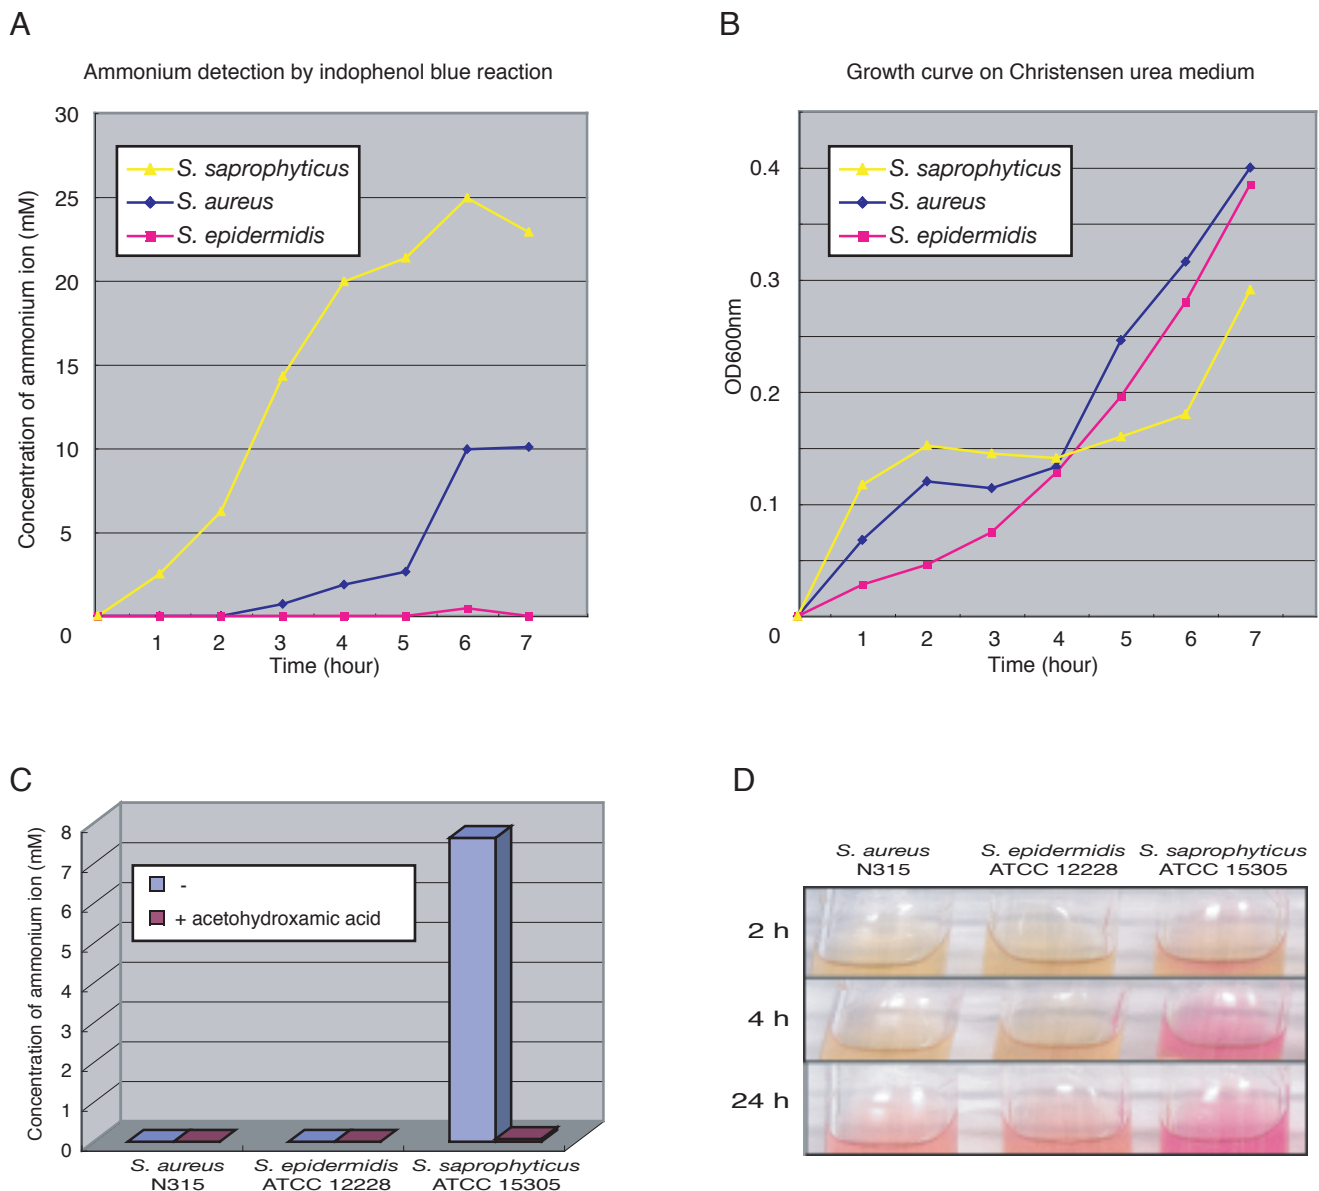 A
Ammonium detection by indophenol blue reaction
Concentration of ammonium ion (mM)
30
25
20
15
10
5
0
S. saprophyticus
S. aureus
S. epidermidis
1 2 3 4 5 6 7
Time (hour)
B
Growth curve on Christensen urea medium
OD600nm
0.4
0.3
0.2
0.1
0
S. saprophyticus
S. aureus
S. epidermidis
1 2 3 4 5 6 7
Time (hour)
C
Concentration of ammonium ion (mM)
8
7
6
5
4
3
2
1
0
-
+ acetohydroxamic acid
S. aureus S. epidermidis S. saprophyticus
N315 ATCC 12228 ATCC 15305
D
S. aureus S. epidermidis S. saprophyticus
N315 ATCC 12228 ATCC 15305
2 h
4 h
24 h